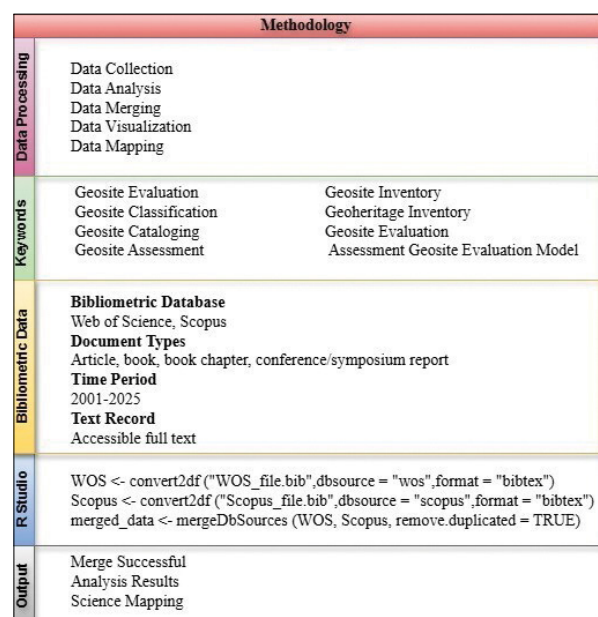 Methodology
Data Processing
Data Collection
Data Analysis
Data Merging
Data Visualization
Data Mapping
Keywords
Geosite Evaluation
Geosite Classification
Geosite Cataloging
Geosite Assessment
Geosite Inventory
Geoheritage Inventory
Geosite Evaluation
Assessment Geosite Evaluation Model
Bibliometric Data
Bibliometric Database
Web of Science, Scopus
Document Types
Article, book, book chapter, conference/symposium report
Time Period
2001-2025
Text Record
Accessible full text
R Studio
WOS <- convert2df ("WOS_file.bib",dbsource = "wos",format = "bibtex")
Scopus <- convert2df ("Scopus_file.bib",dbsource = "scopus",format = "bibtex")
merged_data <- mergeDbSources (WOS, Scopus, remove.duplicated = TRUE)
Output
Merge Successful
Analysis Results
Science Mapping